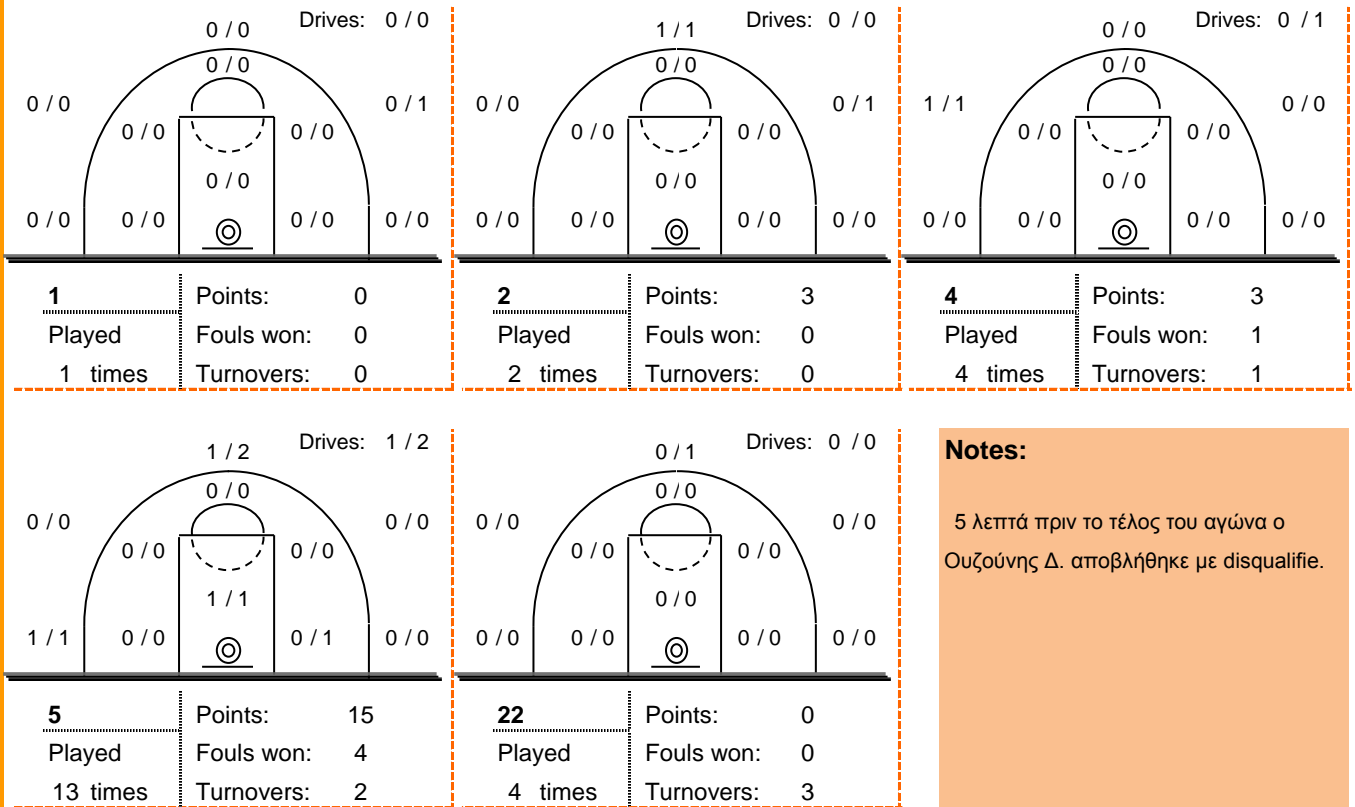 Drives: 0 / 0
0 / 0
0 / 0
0 / 0
0 / 1
0 / 0
0 / 0
0 / 0
0 / 0
0 / 0
0 / 0
0 / 0
1
Points: 0
Played
Fouls won: 0
1 times
Turnovers: 0
Drives: 0 / 0
1 / 1
0 / 0
0 / 0
0 / 1
0 / 0
0 / 0
0 / 0
0 / 0
0 / 0
0 / 0
0 / 0
2
Points: 3
Played
Fouls won: 0
2 times
Turnovers: 0
Drives: 0 / 1
0 / 0
0 / 0
1 / 1
0 / 0
0 / 0
0 / 0
0 / 0
0 / 0
0 / 0
0 / 0
0 / 0
4
Points: 3
Played
Fouls won: 1
4 times
Turnovers: 1
Drives: 1 / 2
1 / 2
0 / 0
0 / 0
0 / 0
0 / 0
0 / 0
1 / 1
1 / 1
0 / 0
0 / 1
0 / 0
5
Points: 15
Played
Fouls won: 4
13 times
Turnovers: 2
Drives: 0 / 0
0 / 1
0 / 0
0 / 0
0 / 0
0 / 0
0 / 0
0 / 0
0 / 0
0 / 0
0 / 0
0 / 0
22
Points: 0
Played
Fouls won: 0
4 times
Turnovers: 3
Notes:
5 λεπτά πριν το τέλος του αγώνα ο
Ουζούνης Δ. αποβλήθηκε με disqualifie.